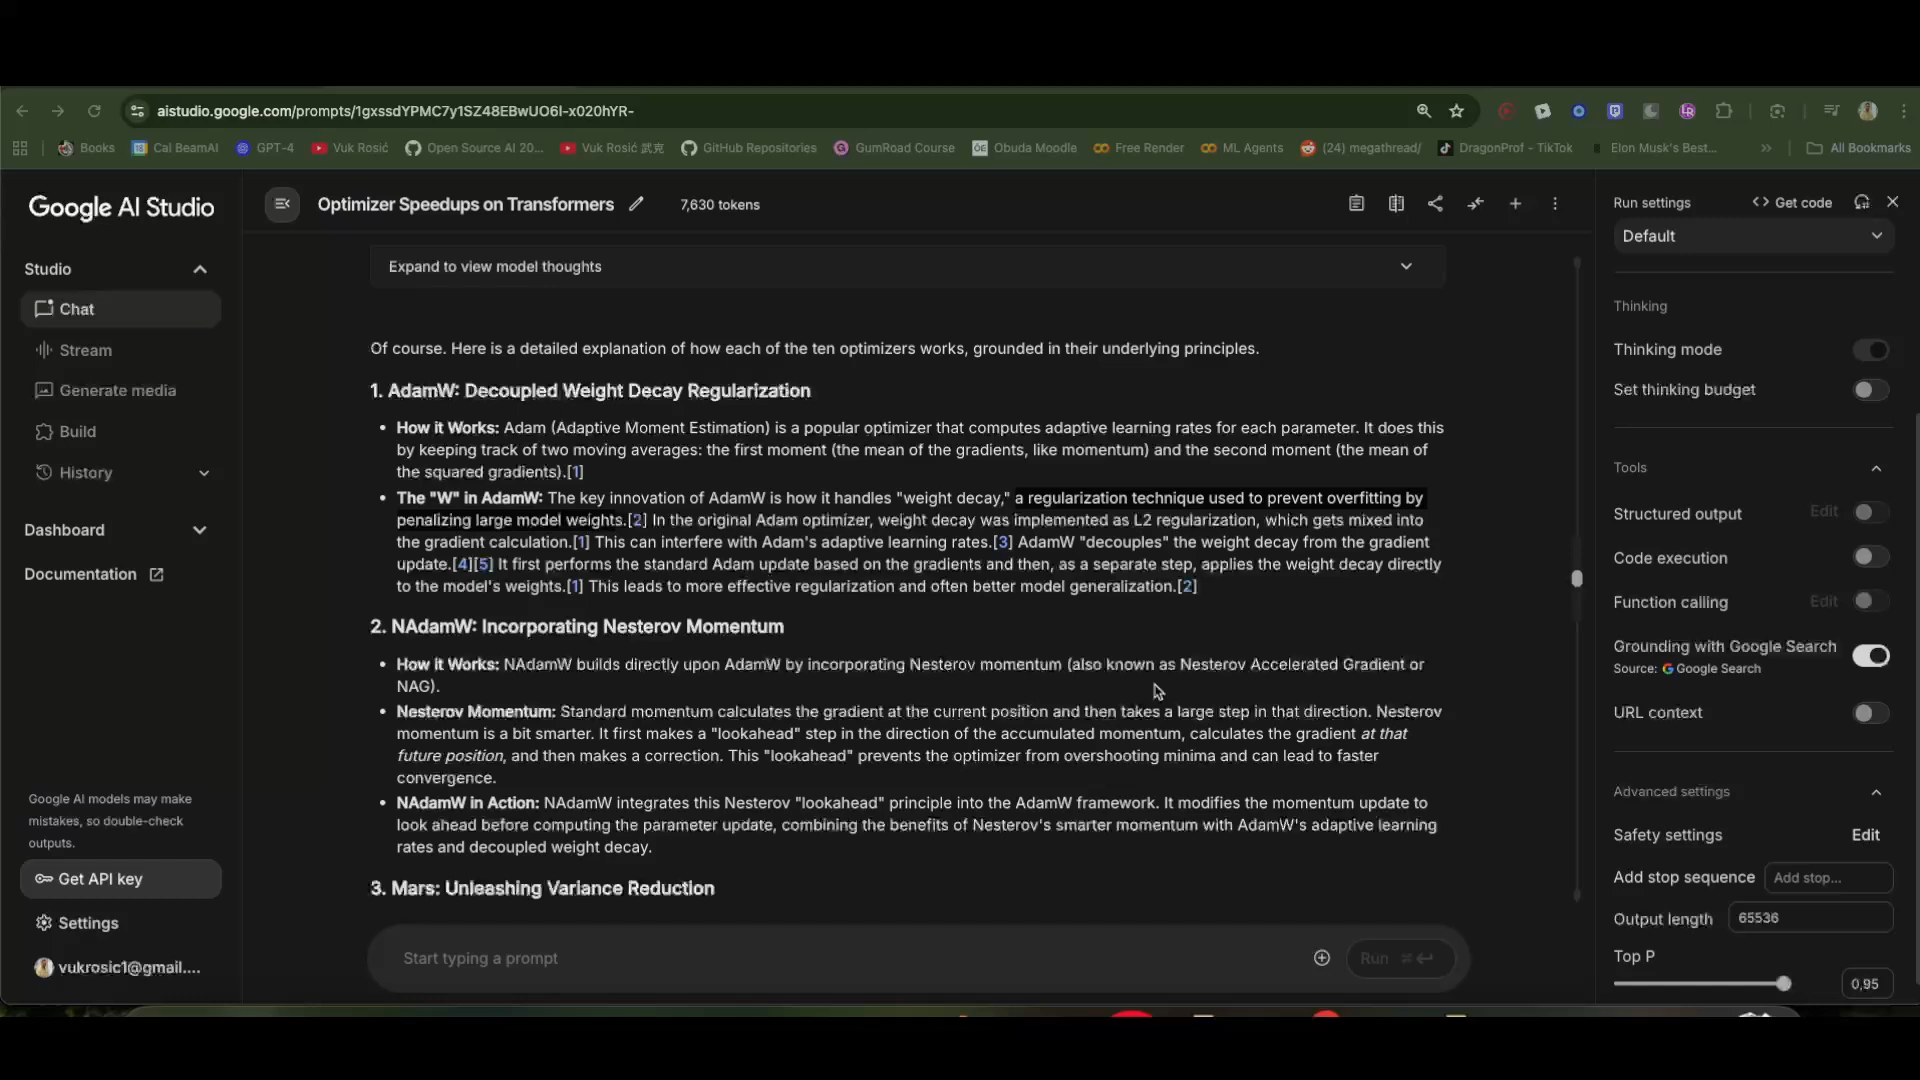 aistudio.google.com/prompts/1gxssdYPMC7y1SZ48EBwUO6I-x020hYR-
Books Cal BeamAI GPT-4 Vuk Rosić Open Source AI 20... Vuk Rosić 武克 GitHub Repositories GumRoad Course Obuda Moodle Free Render ML Agents (24) megathread/ DragonProf - TikTok Elon Musk's Best... » All Bookmarks
Google AI Studio
Studio
Chat
Stream
Generate media
Build
History
Dashboard
Documentation
Google AI models may make
mistakes, so double-check
outputs.
Get API key
Settings
vukrosic1@gmail....
Optimizer Speedups on Transformers 7,630 tokens
Expand to view model thoughts
Of course. Here is a detailed explanation of how each of the ten optimizers works, grounded in their underlying principles.
1. AdamW: Decoupled Weight Decay Regularization
• How it Works: Adam (Adaptive Moment Estimation) is a popular optimizer that computes adaptive learning rates for each parameter. It does this
by keeping track of two moving averages: the first moment (the mean of the gradients, like momentum) and the second moment (the mean of
the squared gradients).[1]
• The "W" in AdamW: The key innovation of AdamW is how it handles "weight decay," a regularization technique used to prevent overfitting by
penalizing large model weights.[2] In the original Adam optimizer, weight decay was implemented as L2 regularization, which gets mixed into
the gradient calculation.[1] This can interfere with Adam's adaptive learning rates.[3] AdamW "decouples" the weight decay from the gradient
update.[4][5] It first performs the standard Adam update based on the gradients and then, as a separate step, applies the weight decay directly
to the model's weights.[1] This leads to more effective regularization and often better model generalization.[2]
2. NAdamW: Incorporating Nesterov Momentum
• How it Works: NAdamW builds directly upon AdamW by incorporating Nesterov momentum (also known as Nesterov Accelerated Gradient or
NAG).
• Nesterov Momentum: Standard momentum calculates the gradient at the current position and then takes a large step in that direction. Nesterov
momentum is a bit smarter. It first makes a "lookahead" step in the direction of the accumulated momentum, calculates the gradient at that
future position, and then makes a correction. This "lookahead" prevents the optimizer from overshooting minima and can lead to faster
convergence.
• NAdamW in Action: NAdamW integrates this Nesterov "lookahead" principle into the AdamW framework. It modifies the momentum update to
look ahead before computing the parameter update, combining the benefits of Nesterov's smarter momentum with AdamW's adaptive learning
rates and decoupled weight decay.
3. Mars: Unleashing Variance Reduction
Start typing a prompt
Run ⌘ ↵
Run settings <> Get code
Default
Thinking
Thinking mode
Set thinking budget
Tools
Structured output Edit
Code execution
Function calling Edit
Grounding with Google Search
Source: Google Search
URL context
Advanced settings
Safety settings Edit
Add stop sequence Add stop...
Output length 65536
Top P
0,95